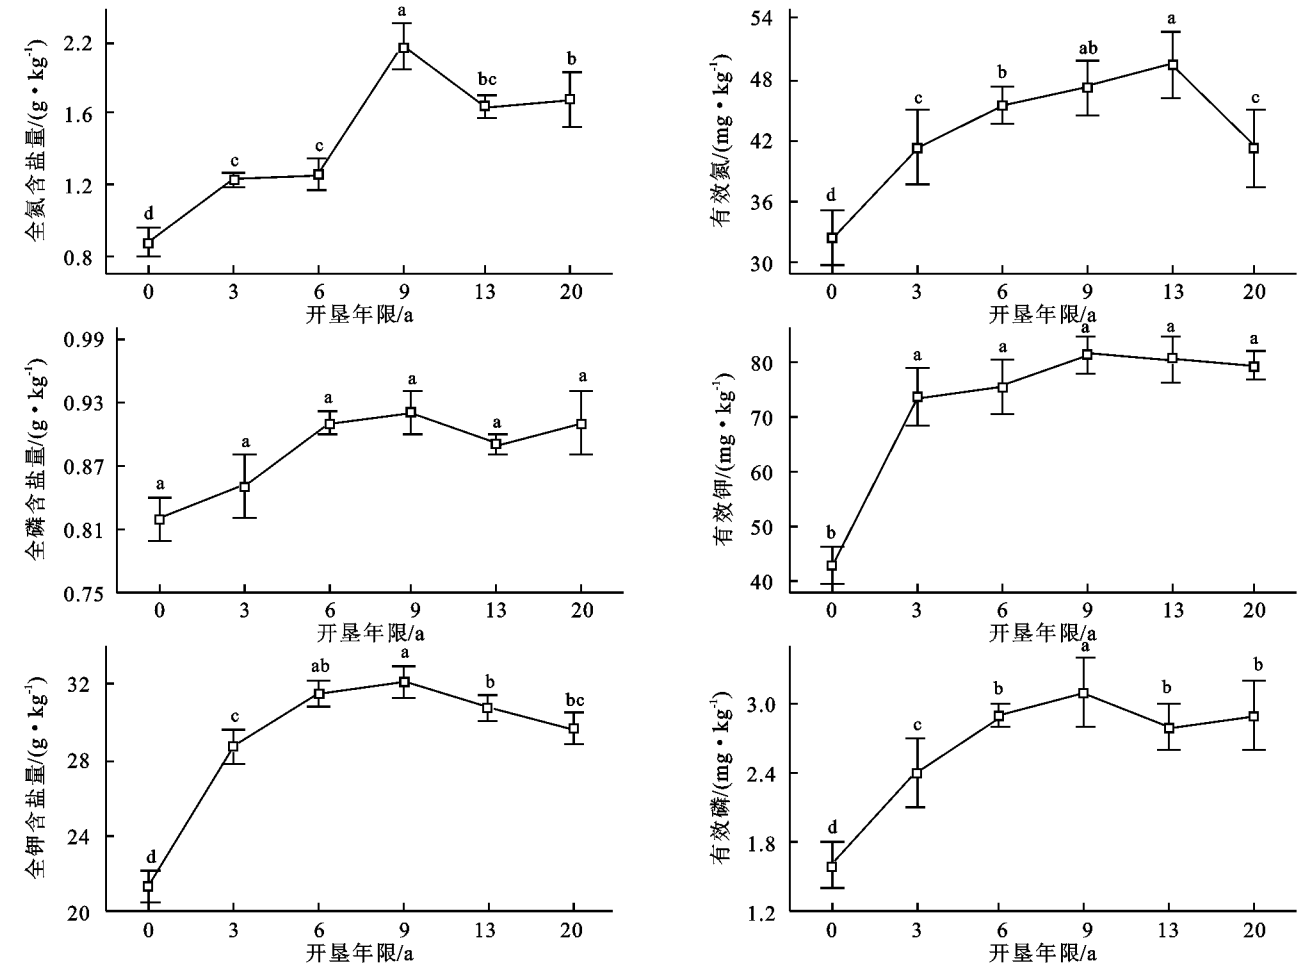 全氮含盐量/(g•kg⁻¹)
2.2
1.6
1.2
0.8
d
c
c
a
bc
b
0
3
6
9
13
20
开垦年限/a
有效氮/(mg•kg⁻¹)
54
48
42
36
30
d
c
b
ab
a
c
0
3
6
9
13
20
开垦年限/a
全磷含盐量/(g•kg⁻¹)
0.99
0.93
0.87
0.81
0.75
a
a
a
a
a
a
0
3
6
9
13
20
开垦年限/a
有效钾/(mg•kg⁻¹)
80
70
60
50
40
b
a
a
a
a
a
0
3
6
9
13
20
开垦年限/a
全钾含盐量/(g•kg⁻¹)
32
28
24
20
d
c
ab
a
b
bc
0
3
6
9
13
20
开垦年限/a
有效磷/(mg•kg⁻¹)
3.0
2.4
1.8
1.2
d
c
b
a
b
b
0
3
6
9
13
20
开垦年限/a